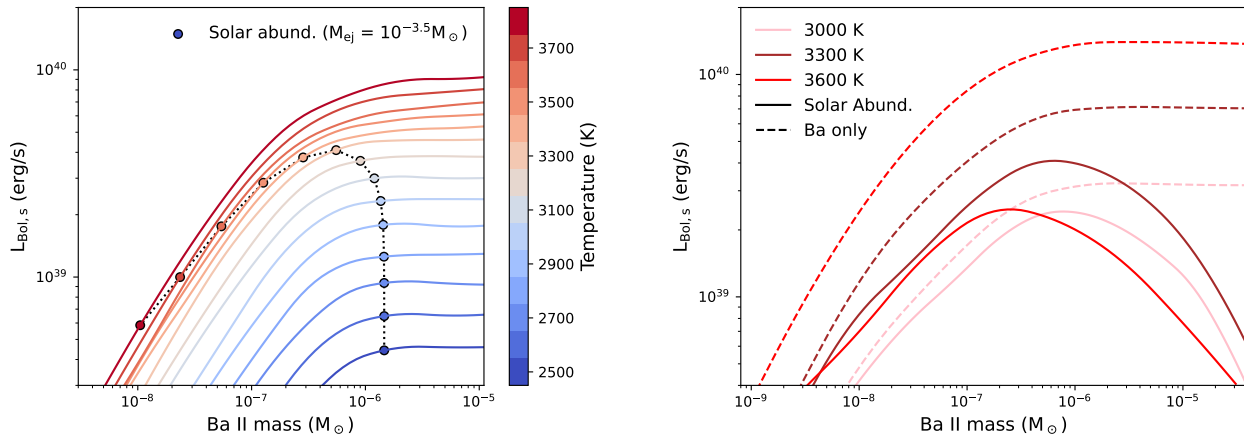 Solar abund. (M_ej = 10^−3.5 M_⊙)
10^40
10^39
L_Bol, s (erg/s)
10^−8
10^−7
10^−6
10^−5
Ba II mass (M_⊙)
3700
3500
3300
3100
2900
2700
2500
Temperature (K)
3000 K
3300 K
3600 K
Solar Abund.
Ba only
10^40
10^39
L_Bol, s (erg/s)
10^−9
10^−8
10^−7
10^−6
10^−5
Ba II mass (M_⊙)